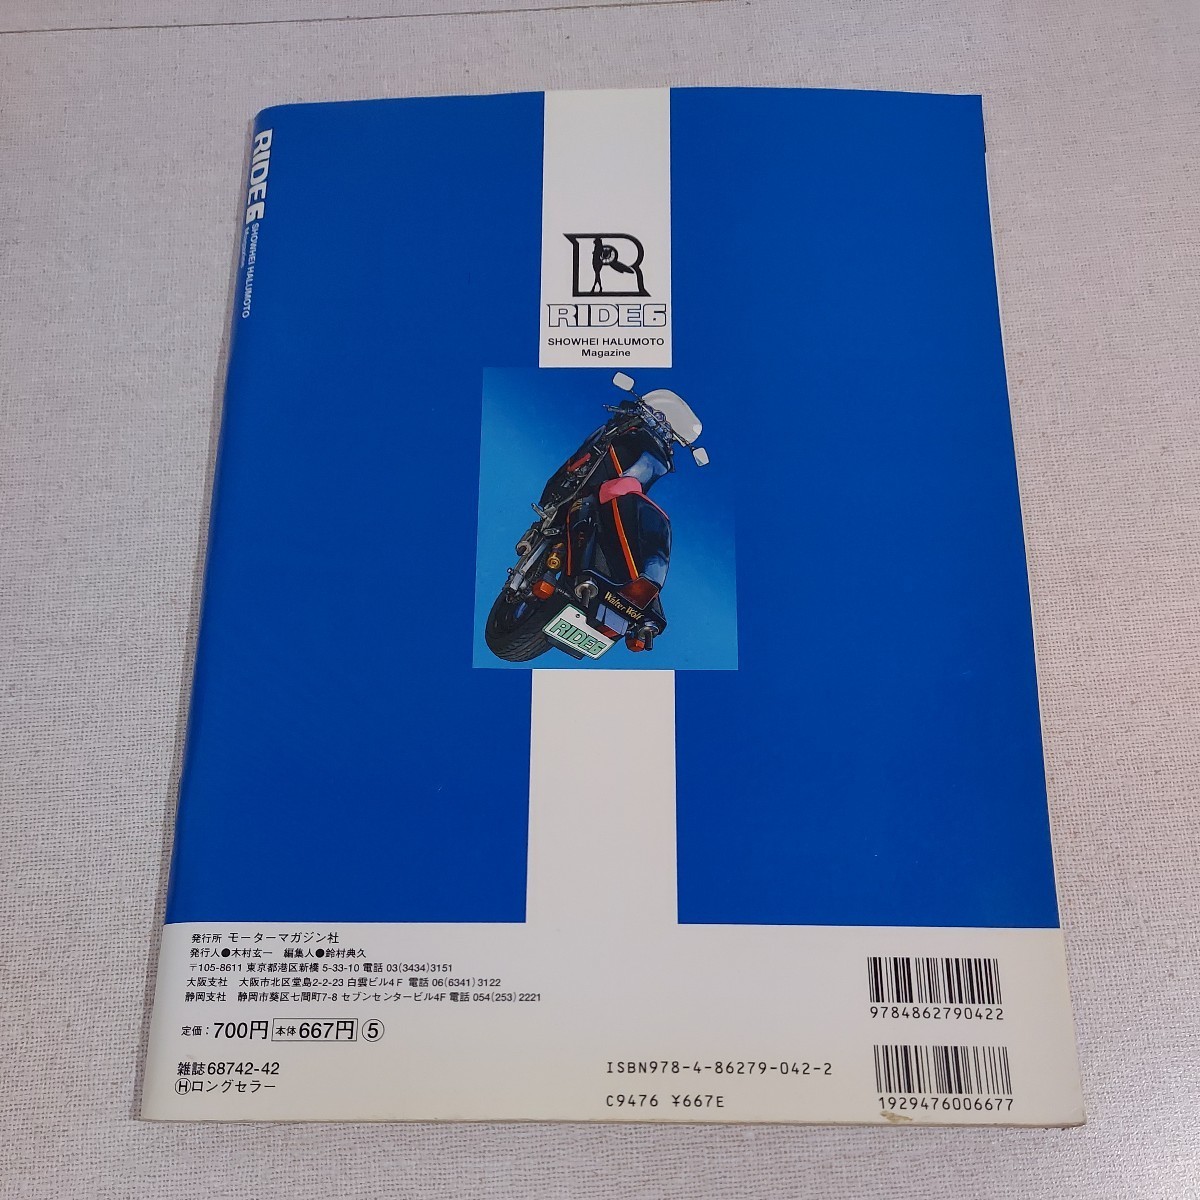 RIDE6 SHOWHEI HALUMOTO
Magazine
R
RIDE6
SHOWHEI HALUMOTO
Magazine
Walter Wolf
RIDE6
発行所 モーターマガジン社
発行人●木村玄一 編集人●鈴村典久
〒105-8611 東京都港区新橋 5-33-10 電話 03(3434)3151
大阪支社 大阪市北区堂島2-2-23 白雲ビル4F 電話 06(6341)3122
静岡支社 静岡市葵区七間町7-8 セブンセンタービル4F 電話 054(253)2221
定価：700円 本体667円 ⑤
雑誌68742-42
Ⓗロングセラー
9784862790422
ISBN978-4-86279-042-2
C9476 ¥667E
1929476006677